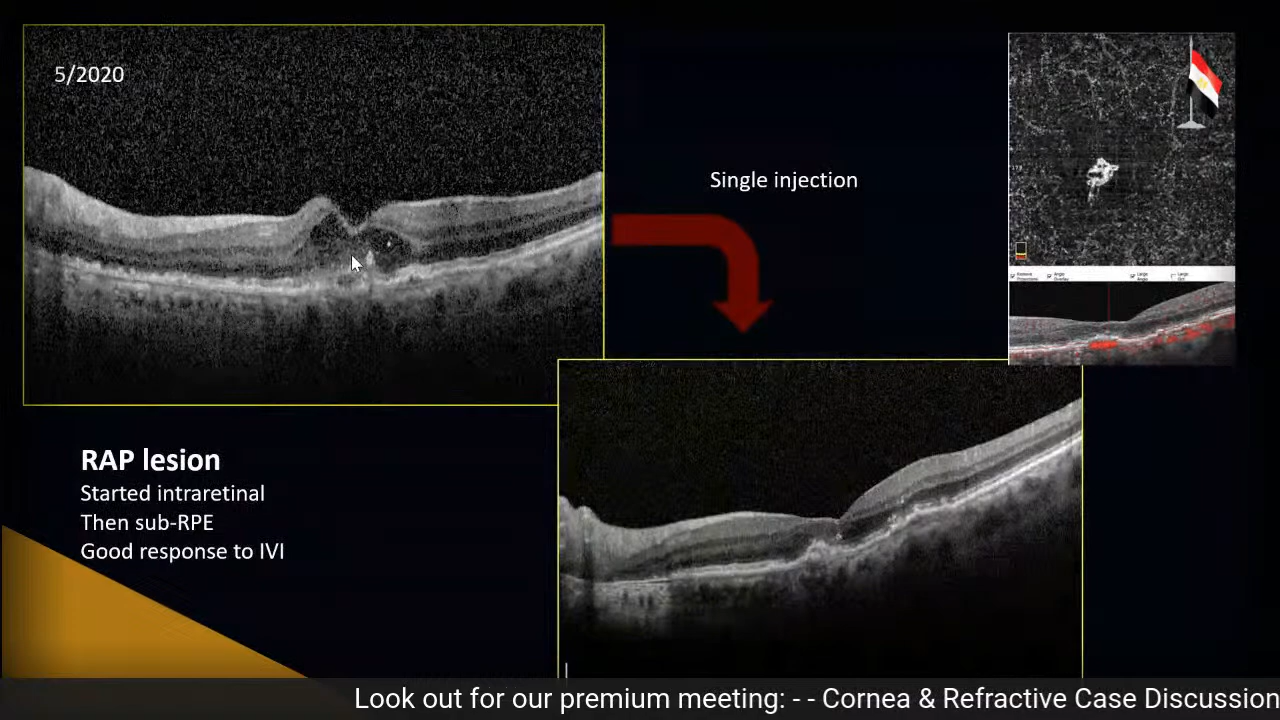 5/2020
Single injection
RAP lesion
Started intraretinal
Then sub-RPE
Good response to IVI
Look out for our premium meeting: - - Cornea & Refractive Case Discussion